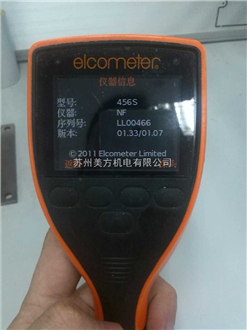 elcometer
仪器信息
型号: 456S
仪器: NF
序列号: LL00466
版本: 01.33/01.07
© 2011 Elcometer Limited
苏州美方机电有限公司